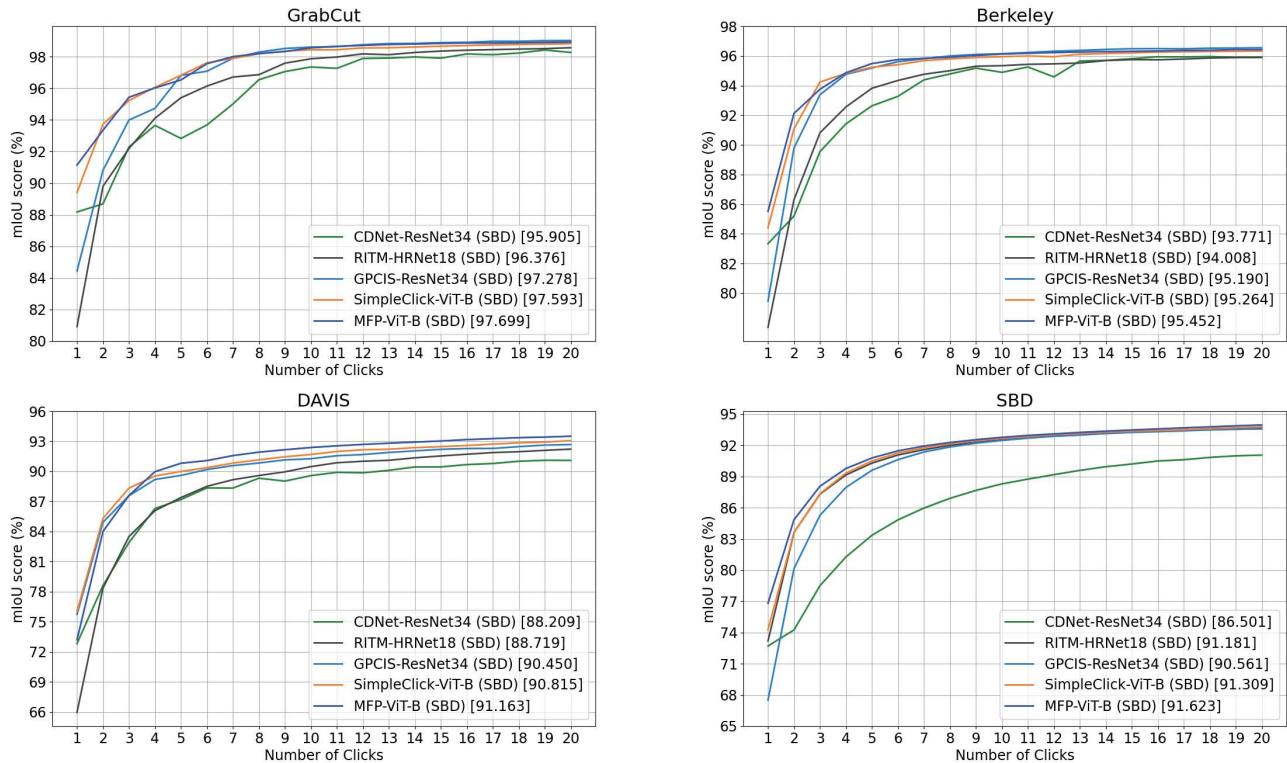 GrabCut
mIoU score (%)
98
96
94
92
90
88
86
84
82
80
1 2 3 4 5 6 7 8 9 10 11 12 13 14 15 16 17 18 19 20
Number of Clicks
CDNet-ResNet34 (SBD) [95.905]
RITM-HRNet18 (SBD) [96.376]
GPCIS-ResNet34 (SBD) [97.278]
SimpleClick-ViT-B (SBD) [97.593]
MFP-ViT-B (SBD) [97.699]
Berkeley
mIoU score (%)
98
96
94
92
90
88
86
84
82
80
1 2 3 4 5 6 7 8 9 10 11 12 13 14 15 16 17 18 19 20
Number of Clicks
CDNet-ResNet34 (SBD) [93.771]
RITM-HRNet18 (SBD) [94.008]
GPCIS-ResNet34 (SBD) [95.190]
SimpleClick-ViT-B (SBD) [95.264]
MFP-ViT-B (SBD) [95.452]
DAVIS
mIoU score (%)
96
93
90
87
84
81
78
75
72
69
66
1 2 3 4 5 6 7 8 9 10 11 12 13 14 15 16 17 18 19 20
Number of Clicks
CDNet-ResNet34 (SBD) [88.209]
RITM-HRNet18 (SBD) [88.719]
GPCIS-ResNet34 (SBD) [90.450]
SimpleClick-ViT-B (SBD) [90.815]
MFP-ViT-B (SBD) [91.163]
SBD
mIoU score (%)
95
92
89
86
83
80
77
74
71
68
65
1 2 3 4 5 6 7 8 9 10 11 12 13 14 15 16 17 18 19 20
Number of Clicks
CDNet-ResNet34 (SBD) [86.501]
RITM-HRNet18 (SBD) [91.181]
GPCIS-ResNet34 (SBD) [90.561]
SimpleClick-ViT-B (SBD) [91.309]
MFP-ViT-B (SBD) [91.623]